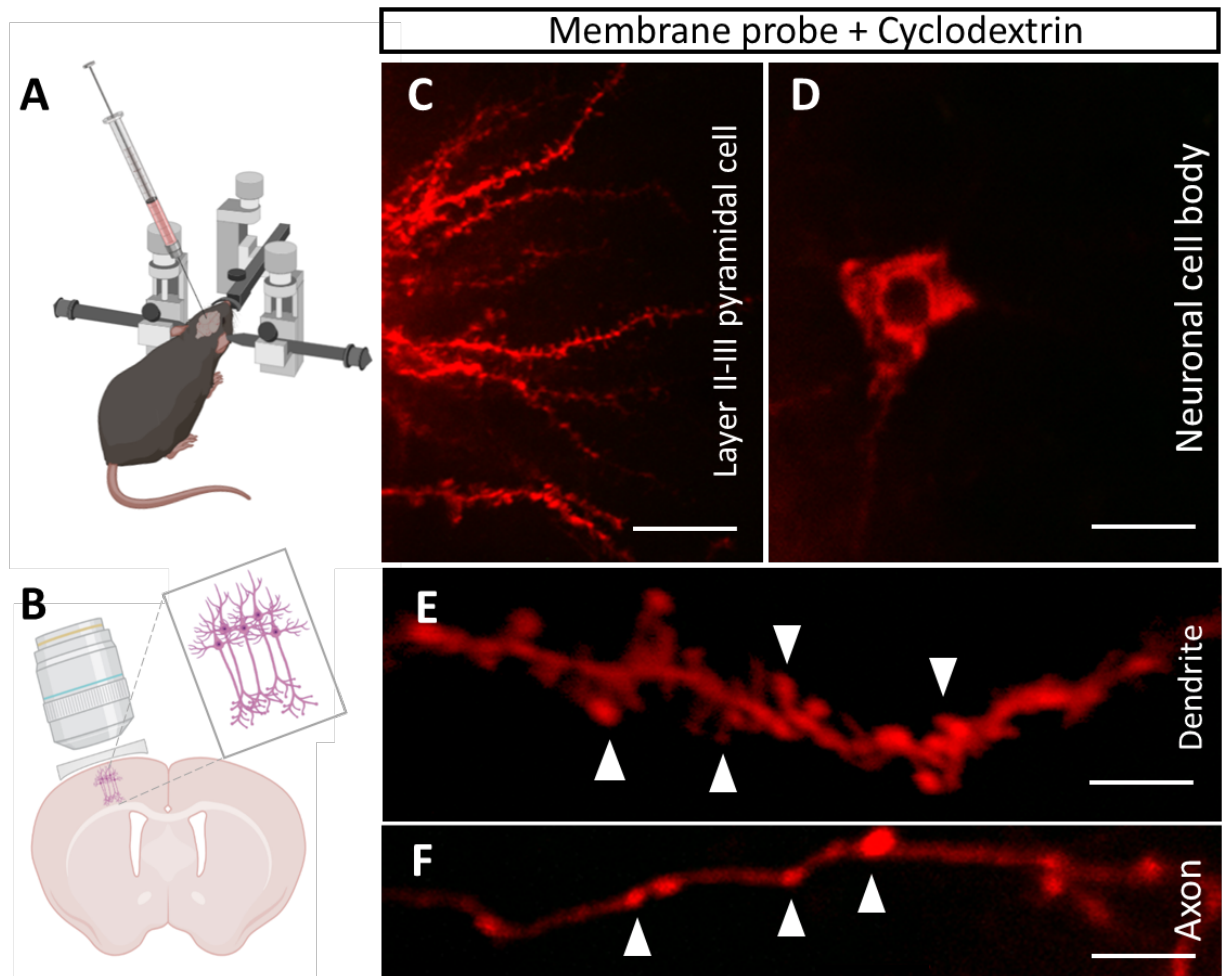 Membrane probe + Cyclodextrin
A
C
Layer II-III pyramidal cell
D
Neuronal cell body
B
E
Dendrite
F
Axon